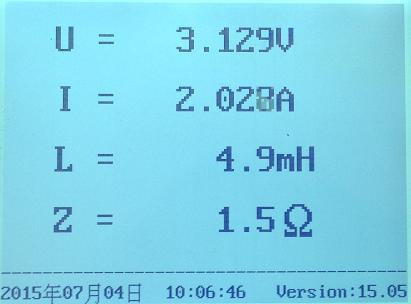 U = 3.129V
I = 2.028A
L = 4.9mH
Z = 1.5Ω
2015年07月04日 10:06:46 Version:15.05